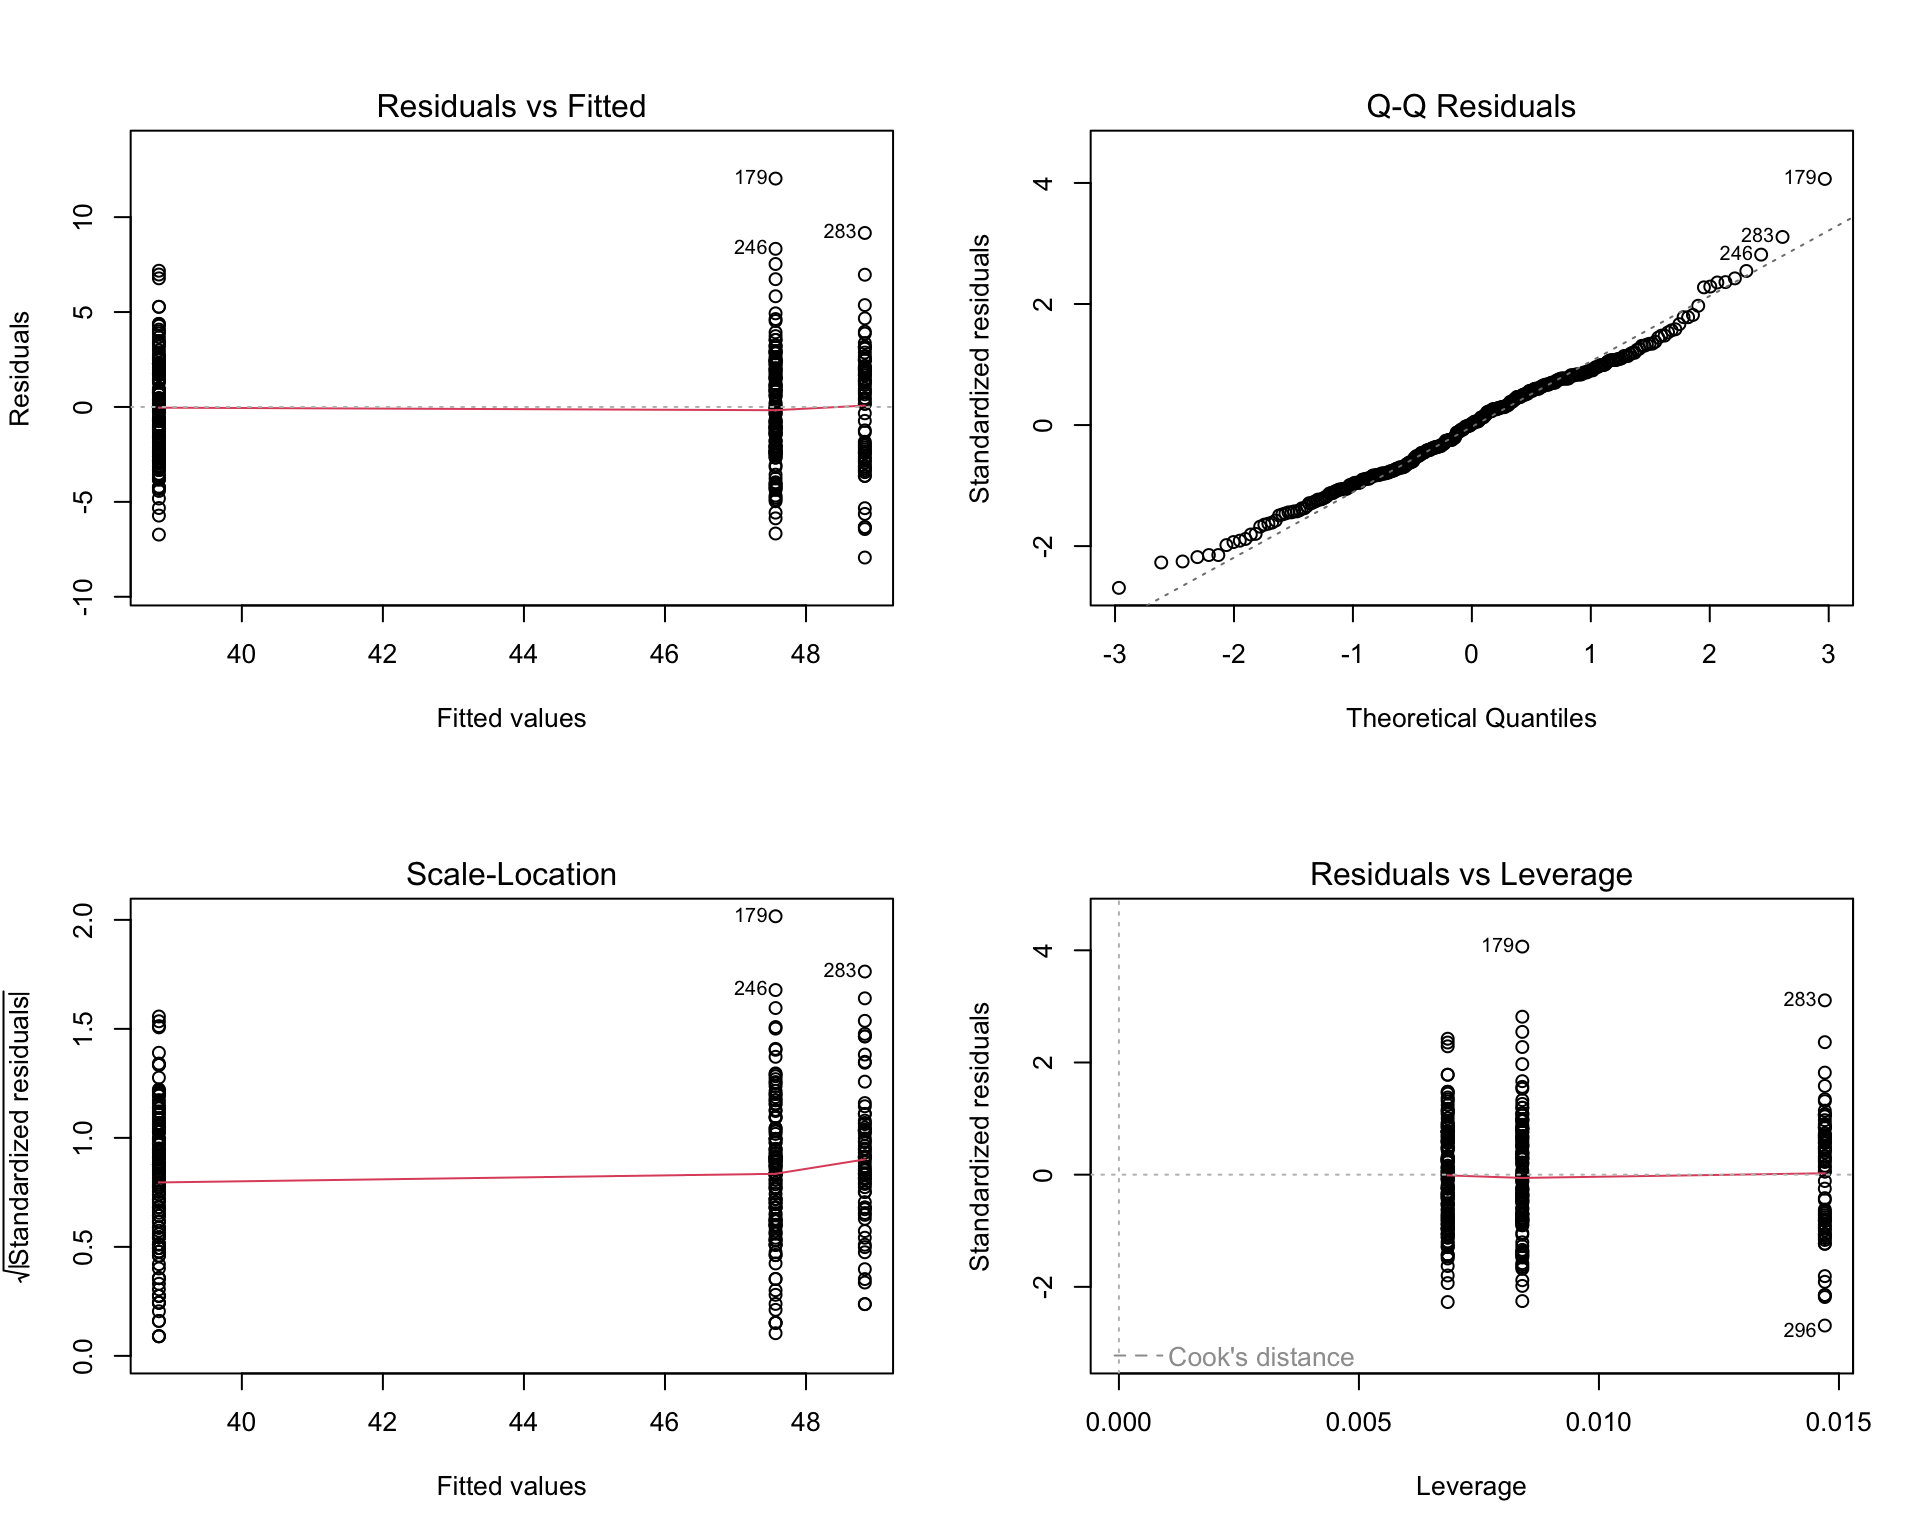 Residuals vs Fitted
179
283
246
Residuals
10
5
0
-5
-10
40 42 44 46 48
Fitted values
Q-Q Residuals
179
283
246
Standardized residuals
4
2
0
-2
-3 -2 -1 0 1 2 3
Theoretical Quantiles
Scale-Location
179
283
246
√|Standardized residuals|
2.0
1.5
1.0
0.5
0.0
40 42 44 46 48
Fitted values
Residuals vs Leverage
179
283
296
Standardized residuals
4
2
0
-2
Cook's distance
0.000 0.005 0.010 0.015
Leverage